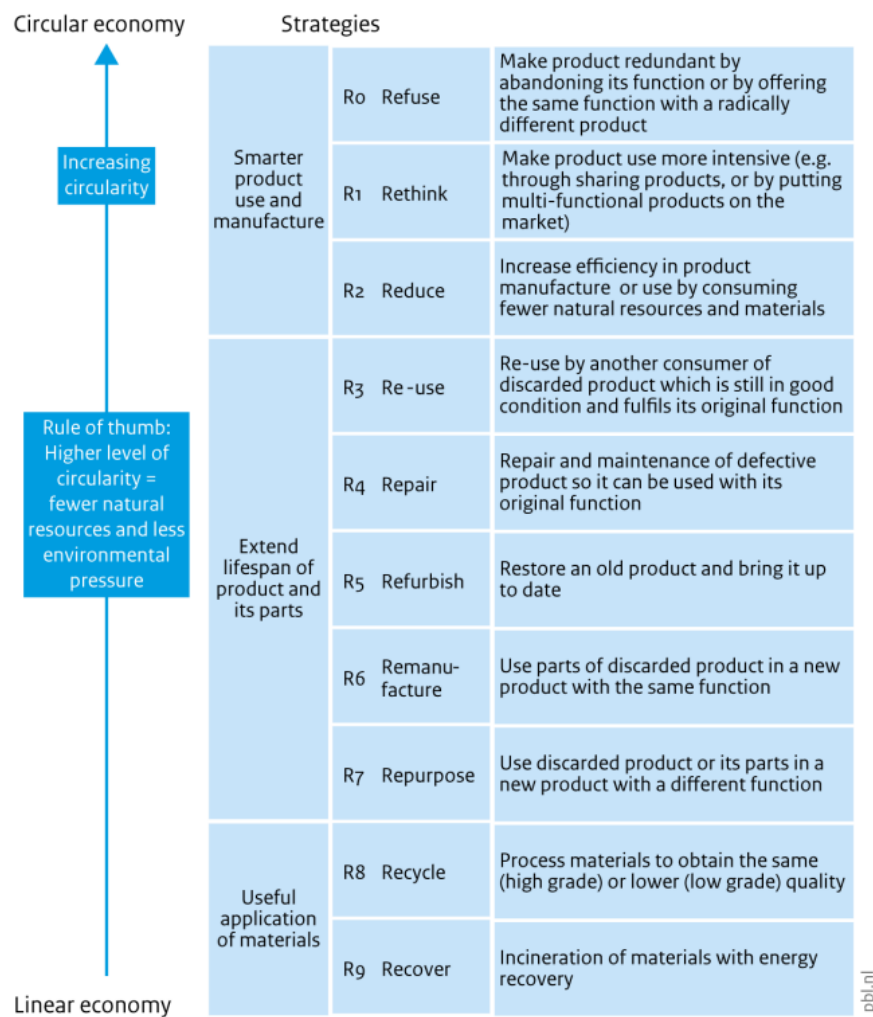 Circular economy
Strategies
Increasing
circularity
Rule of thumb:
Higher level of
circularity =
fewer natural
resources and less
environmental
pressure
Linear economy
Smarter
product
use and
manufacture
R0 Refuse
Make product redundant by
abandoning its function or by offering
the same function with a radically
different product
R1 Rethink
Make product use more intensive (e.g.
through sharing products, or by putting
multi-functional products on the
market)
R2 Reduce
Increase efficiency in product
manufacture or use by consuming
fewer natural resources and materials
Extend
lifespan of
product and
its parts
R3 Re-use
Re-use by another consumer of
discarded product which is still in good
condition and fulfils its original function
R4 Repair
Repair and maintenance of defective
product so it can be used with its
original function
R5 Refurbish
Restore an old product and bring it up
to date
R6 Remanu-
facture
Use parts of discarded product in a new
product with the same function
R7 Repurpose
Use discarded product or its parts in a
new product with a different function
Useful
application
of materials
R8 Recycle
Process materials to obtain the same
(high grade) or lower (low grade) quality
R9 Recover
Incineration of materials with energy
recovery
pbl.nl